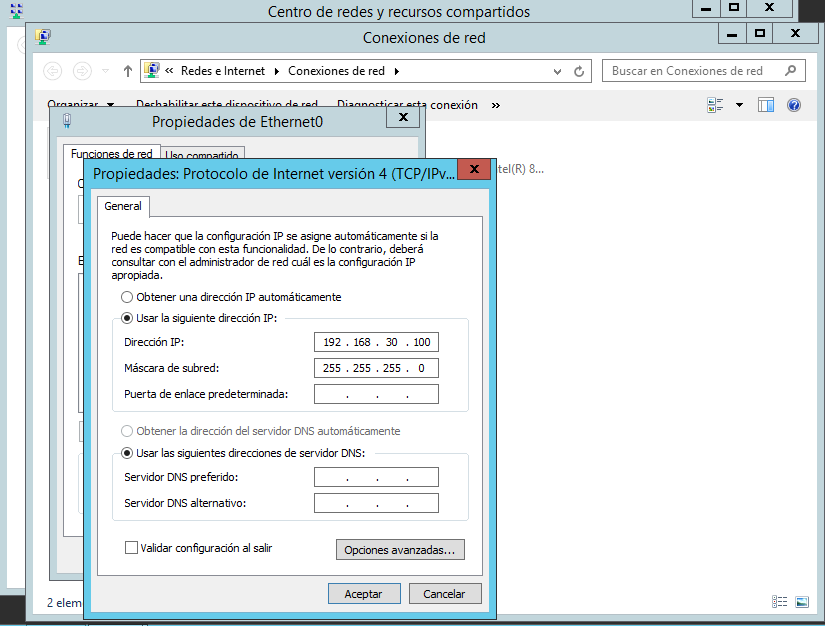 Centro de redes y recursos compartidos
Conexiones de red
« Redes e Internet Conexiones de red
Buscar en Conexiones de red
Organizar Deshabilitar este dispositivo de red Diagnosticar esta conexión »
Propiedades de Ethernet0
Funciones de red Uso compartido
tel(R) 8...
Propiedades: Protocolo de Internet versión 4 (TCP/IPv...
General
Puede hacer que la configuración IP se asigne automáticamente si la
red es compatible con esta funcionalidad. De lo contrario, deberá
consultar con el administrador de red cuál es la configuración IP
apropiada.
Obtener una dirección IP automáticamente
Usar la siguiente dirección IP:
Dirección IP: 192 . 168 . 30 . 100
Máscara de subred: 255 . 255 . 255 . 0
Puerta de enlace predeterminada: . . .
Obtener la dirección del servidor DNS automáticamente
Usar las siguientes direcciones de servidor DNS:
Servidor DNS preferido: . . .
Servidor DNS alternativo: . . .
Validar configuración al salir
Opciones avanzadas...
Aceptar Cancelar
2 elem